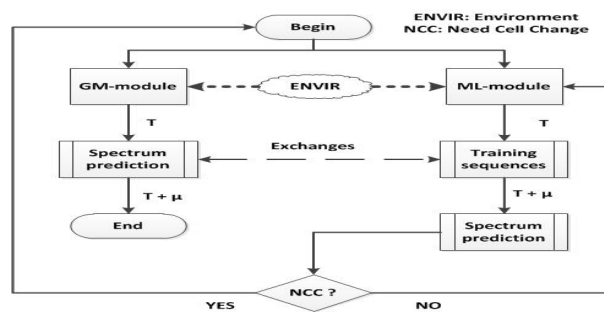 Begin
ENVIR: Environment
NCC: Need Cell Change
GM-module
ENVIR
ML-module
T
T
Spectrum
prediction
Exchanges
Training
sequences
T + μ
T + μ
End
Spectrum
prediction
NCC ?
YES
NO